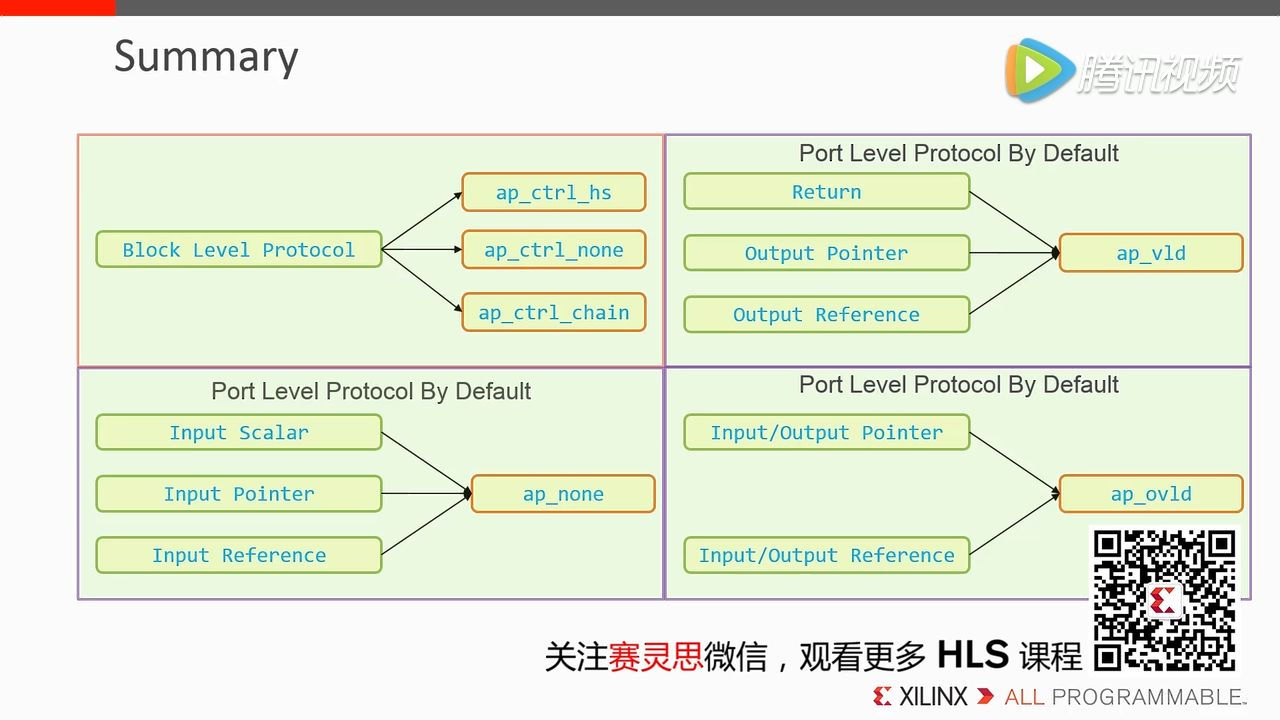 Summary
腾讯视频
Block Level Protocol
ap_ctrl_hs
ap_ctrl_none
ap_ctrl_chain
Port Level Protocol By Default
Return
Output Pointer
Output Reference
ap_vld
Port Level Protocol By Default
Input Scalar
Input Pointer
Input Reference
ap_none
Port Level Protocol By Default
Input/Output Pointer
Input/Output Reference
ap_ovld
关注赛灵思微信，观看更多 HLS 课程
XILINX ALL PROGRAMMABLE™